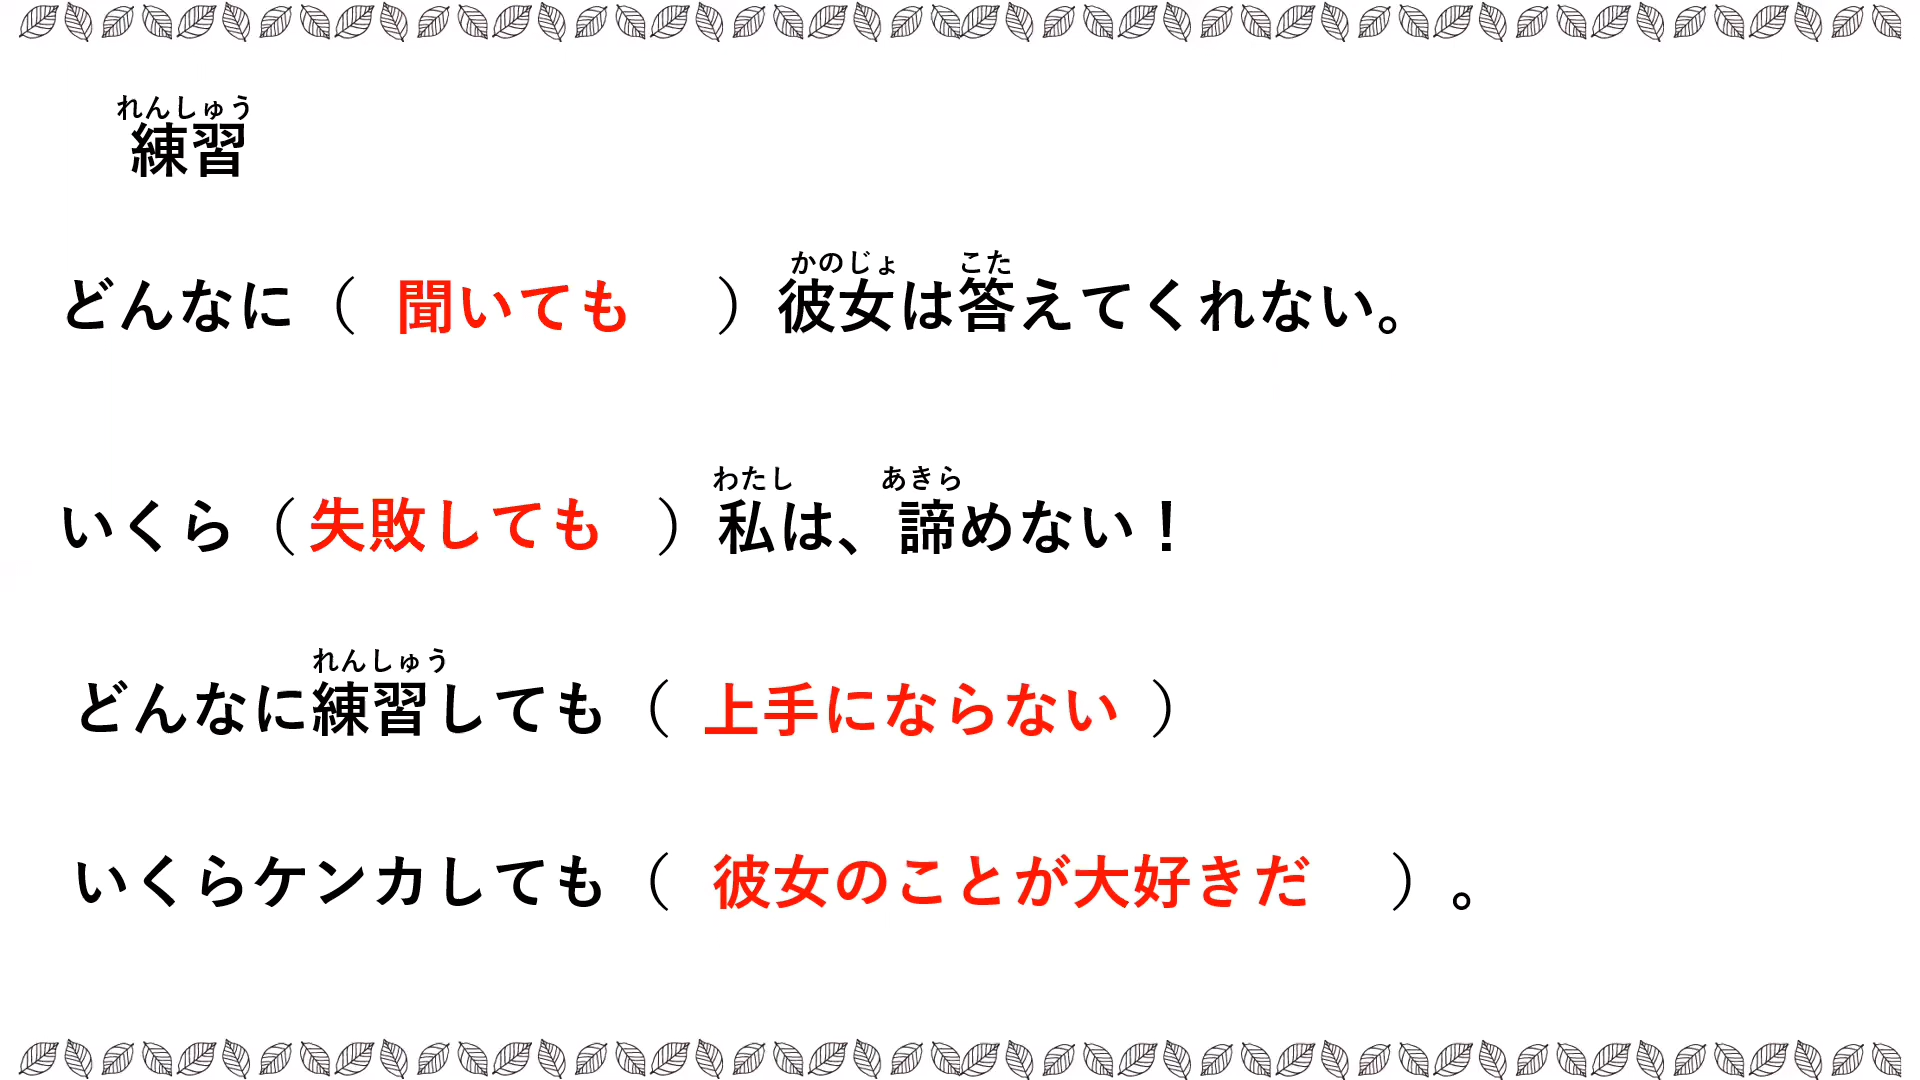 れんしゅう
練習
かのじょ こた
どんなに（ 聞いても ）彼女は答えてくれない。
わたし あきら
いくら（失敗しても ）私は、諦めない！
れんしゅう
どんなに練習しても（ 上手にならない ）
いくらケンカしても（ 彼女のことが大好きだ ）。